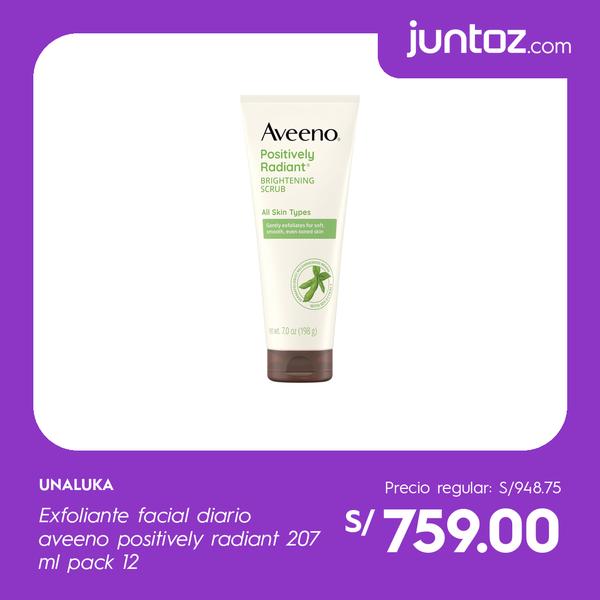 juntoz.com
Aveeno®
Positively
Radiant®
BRIGHTENING
SCRUB
All Skin Types
Gently exfoliates for soft,
smooth, even-toned skin
net wt. 7.0 oz (198 g)
UNALUKA
Precio regular: S/948.75
Exfoliante facial diario
aveeno positively radiant 207
ml pack 12
S/ 759.00